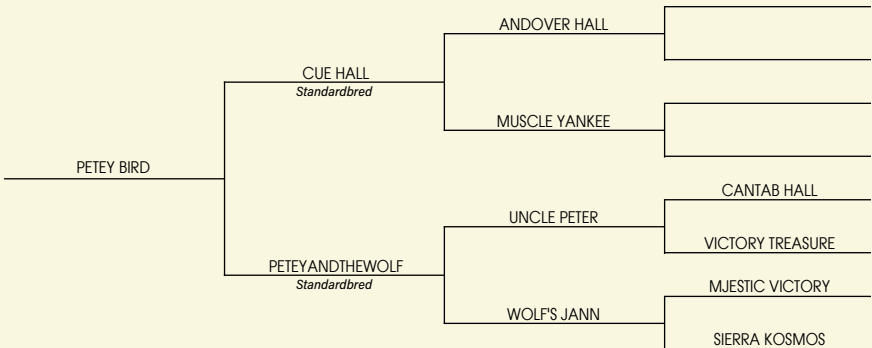 ANDOVER HALL
CUE HALL
Standardbred
MUSCLE YANKEE
PETEY BIRD
CANTAB HALL
UNCLE PETER
VICTORY TREASURE
PETEYANDTHEWOLF
Standardbred
MJESTIC VICTORY
WOLF'S JANN
SIERRA KOSMOS